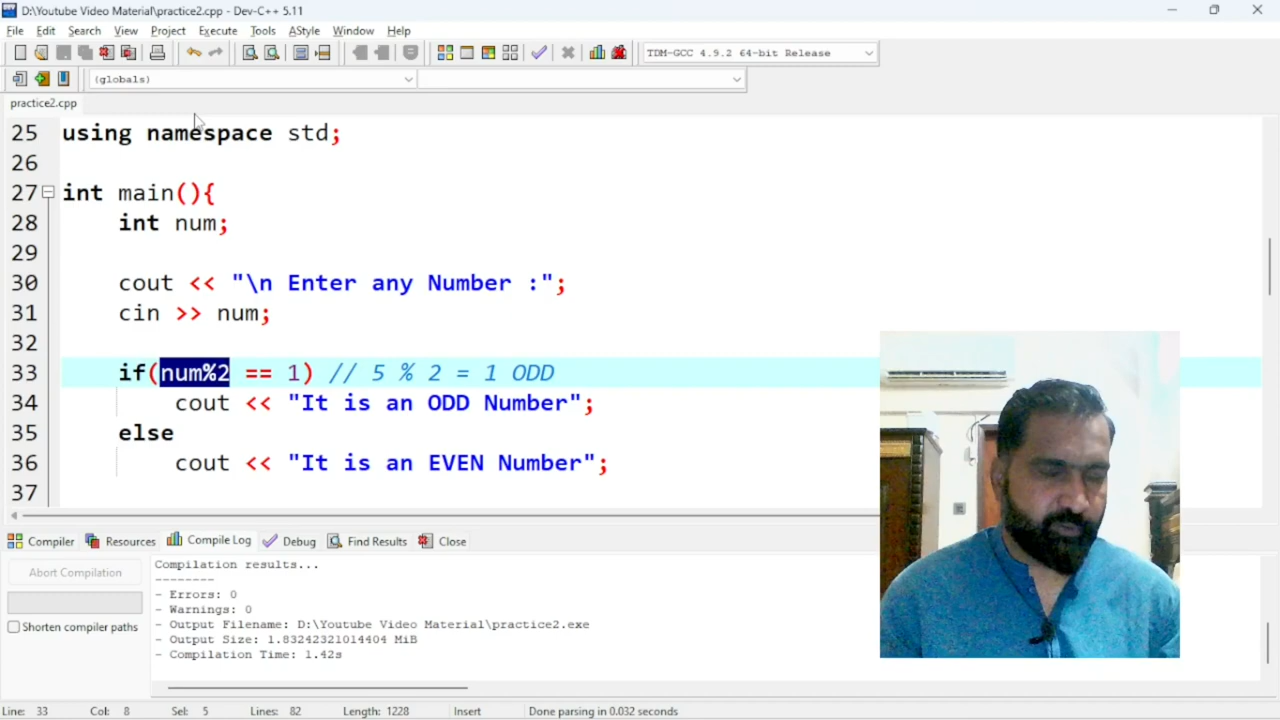 D:\Youtube Video Material\practice2.cpp - Dev-C++ 5.11
File Edit Search View Project Execute Tools AStyle Window Help
TDM-GCC 4.9.2 64-bit Release
(globals)
practice2.cpp
25 using namespace std;
26
27 int main(){
28 int num;
29
30 cout << "\n Enter any Number :";
31 cin >> num;
32
33 if(num%2 == 1) // 5 % 2 = 1 ODD
34 cout << "It is an ODD Number";
35 else
36 cout << "It is an EVEN Number";
37
Compiler Resources Compile Log Debug Find Results Close
Abort Compilation
Shorten compiler paths
Compilation results...
--------
- Errors: 0
- Warnings: 0
- Output Filename: D:\Youtube Video Material\practice2.exe
- Output Size: 1.83242321014404 MiB
- Compilation Time: 1.42s
Line: 33 Col: 8 Sel: 5 Lines: 82 Length: 1228 Insert Done parsing in 0.032 seconds